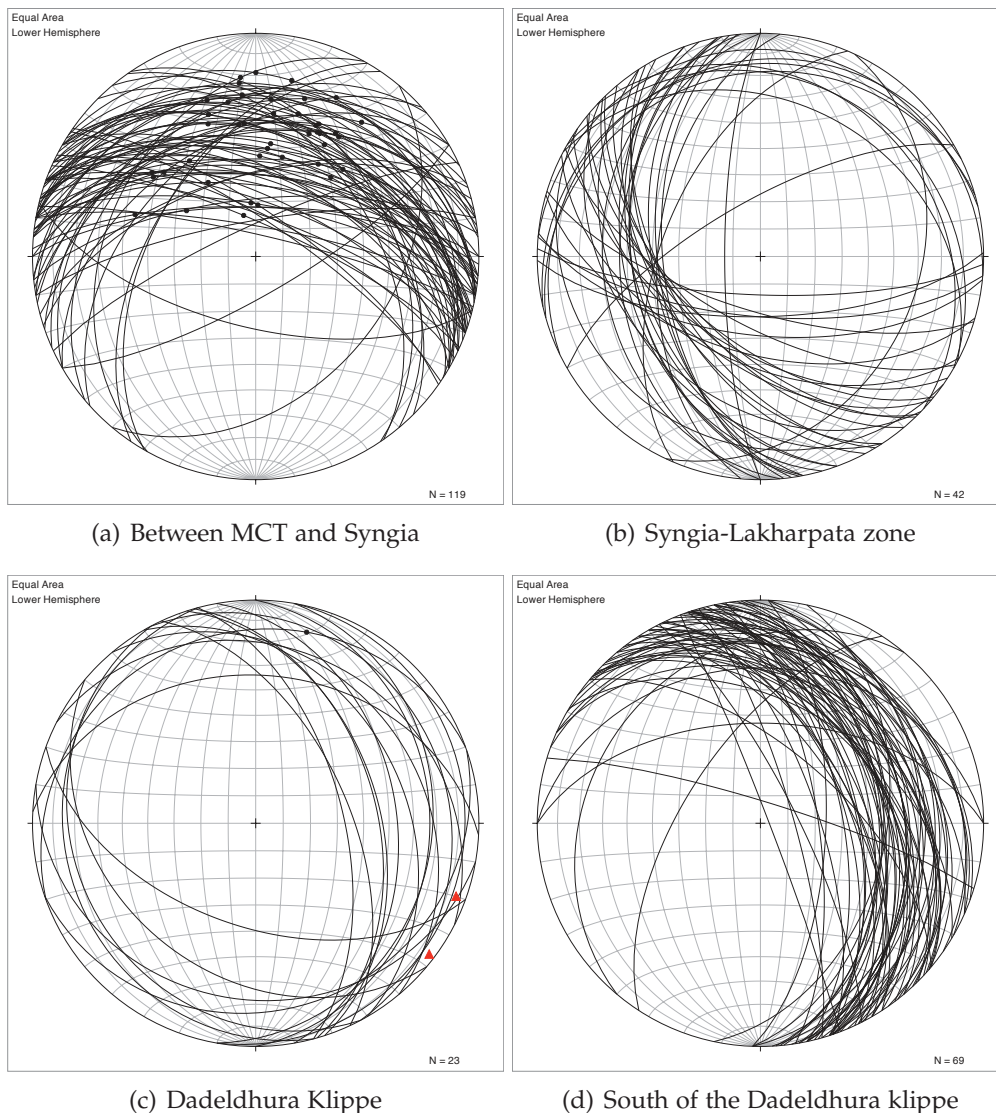 Equal Area
Lower Hemisphere
N = 119
(a) Between MCT and Syngia
Equal Area
Lower Hemisphere
N = 42
(b) Syngia-Lakharpata zone
Equal Area
Lower Hemisphere
N = 23
(c) Dadeldhura Klippe
Equal Area
Lower Hemisphere
N = 69
(d) South of the Dadeldhura klippe